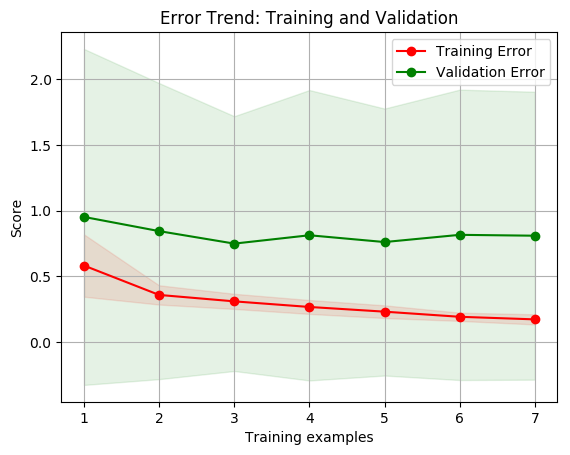 Error Trend: Training and Validation
Training Error
Validation Error
Score
2.0
1.5
1.0
0.5
0.0
1 2 3 4 5 6 7
Training examples